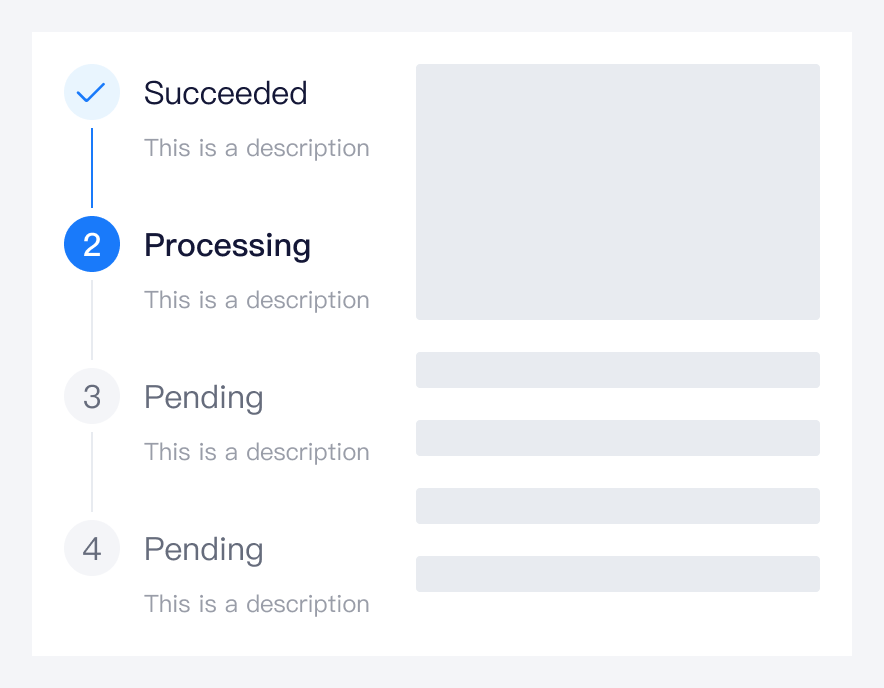 Succeeded
This is a description
2
Processing
This is a description
3
Pending
This is a description
4
Pending
This is a description